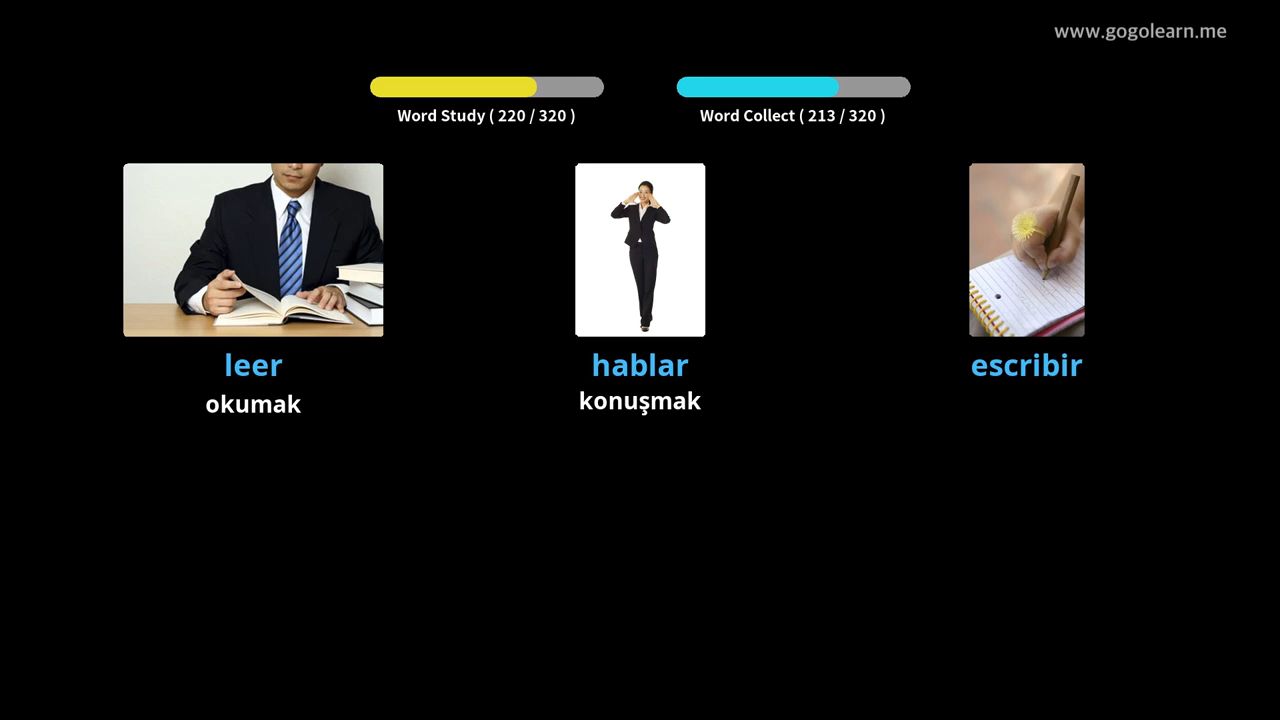 www.gogolearn.me
Word Study ( 220 / 320 )
Word Collect ( 213 / 320 )
leer
okumak
hablar
konuşmak
escribir